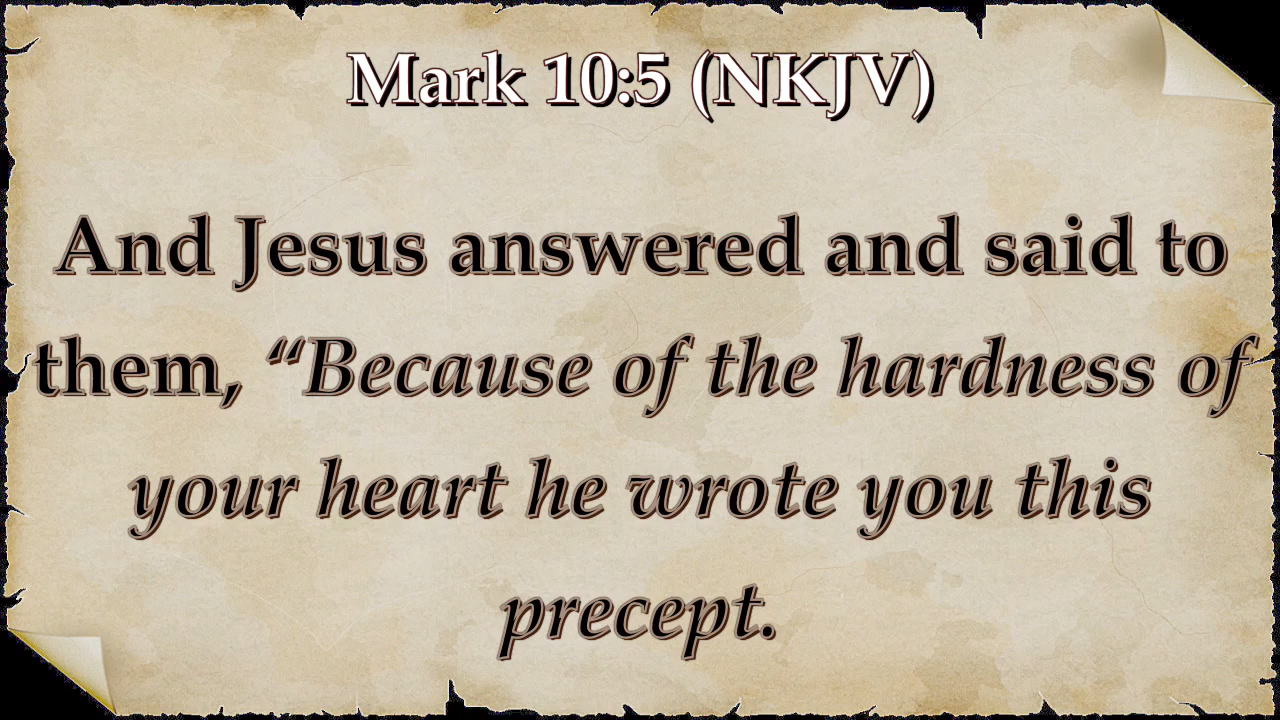 Mark 10:5 (NKJV)
And Jesus answered and said to
them, “Because of the hardness of
your heart he wrote you this
precept.